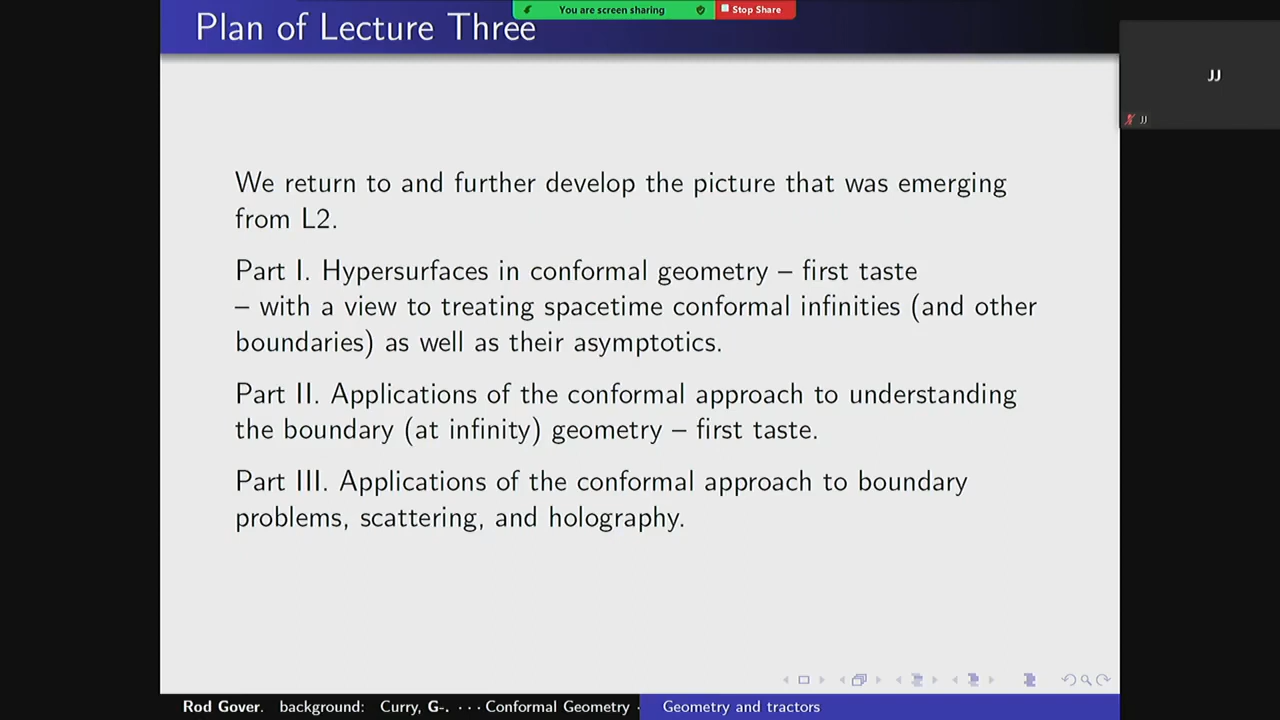 You are screen sharing
Stop Share
Plan of Lecture Three
JJ
JJ
We return to and further develop the picture that was emerging
from L2.
Part I. Hypersurfaces in conformal geometry – first taste
– with a view to treating spacetime conformal infinities (and other
boundaries) as well as their asymptotics.
Part II. Applications of the conformal approach to understanding
the boundary (at infinity) geometry – first taste.
Part III. Applications of the conformal approach to boundary
problems, scattering, and holography.
Rod Gover. background: Curry, G-. · · · Conformal Geometry ·
Geometry and tractors